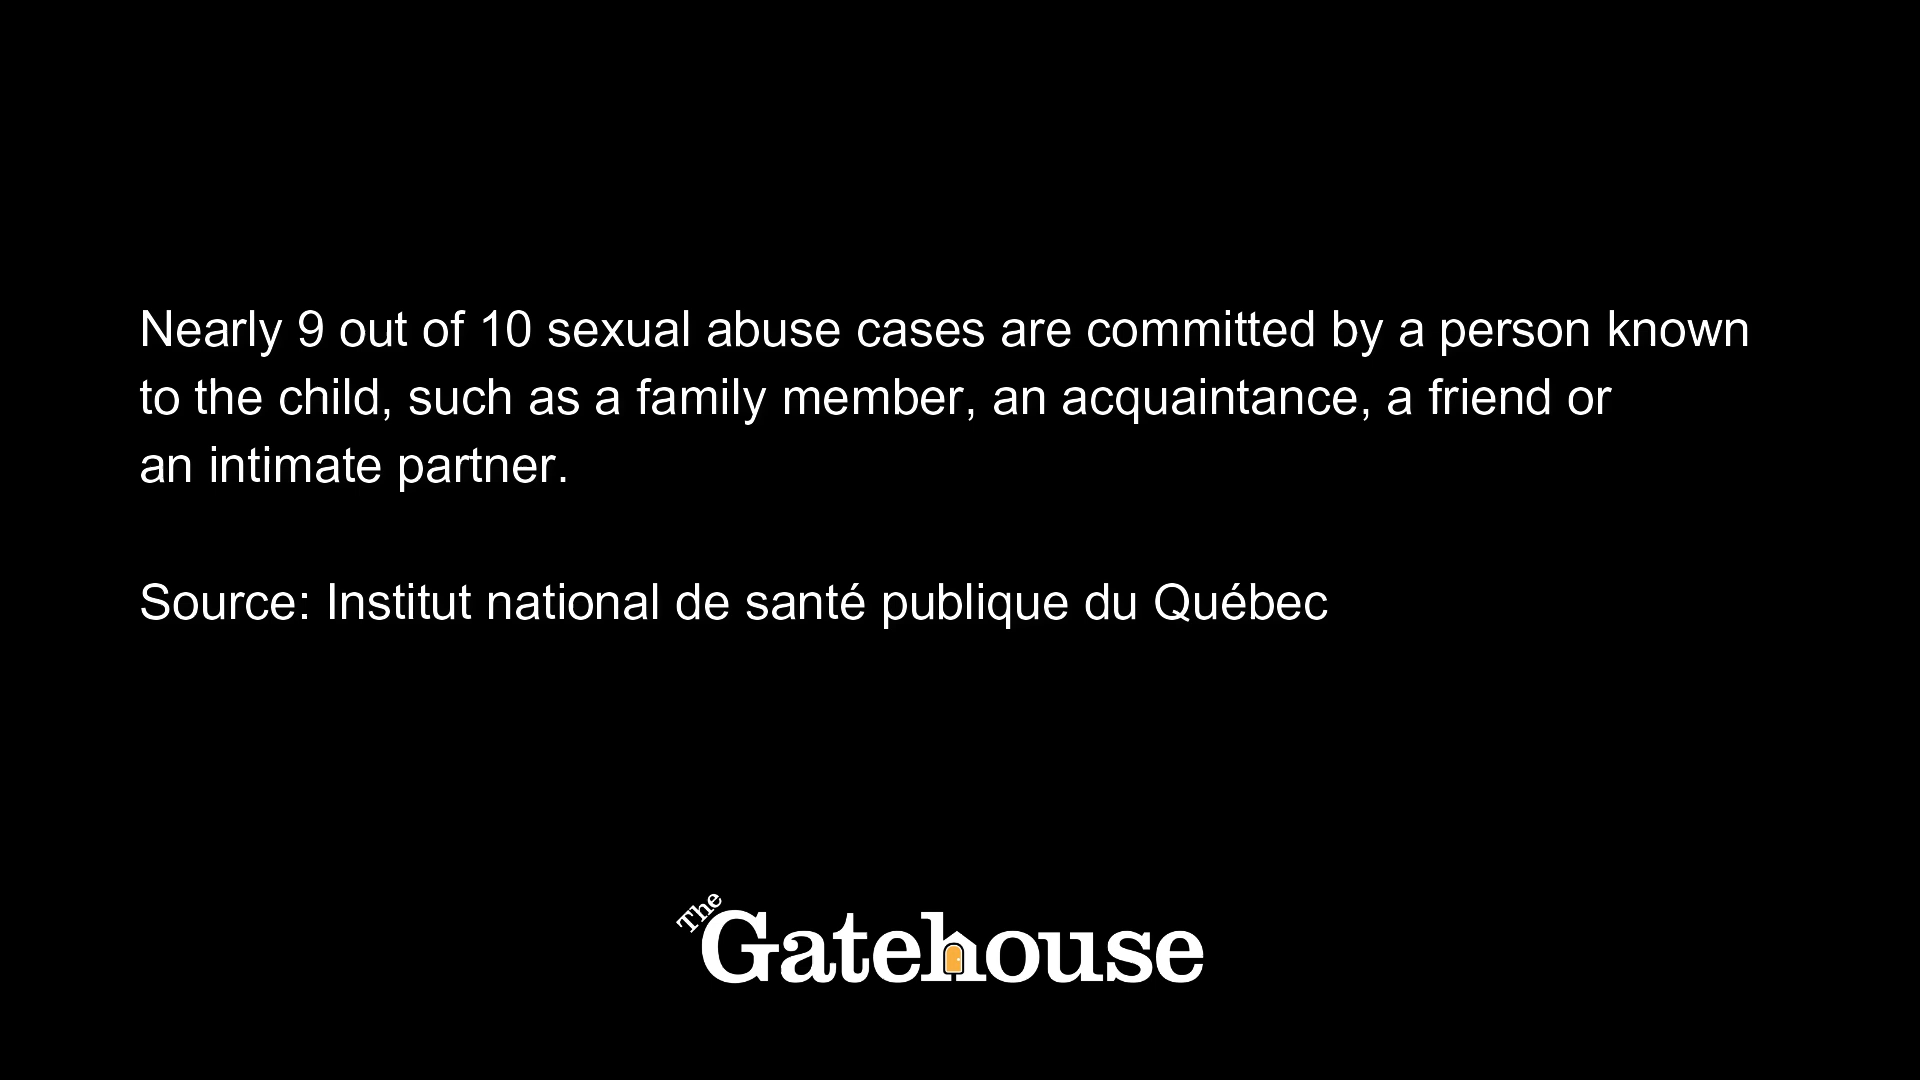 Nearly 9 out of 10 sexual abuse cases are committed by a person known
to the child, such as a family member, an acquaintance, a friend or
an intimate partner.
Source: Institut national de santé publique du Québec
The
Gatehouse